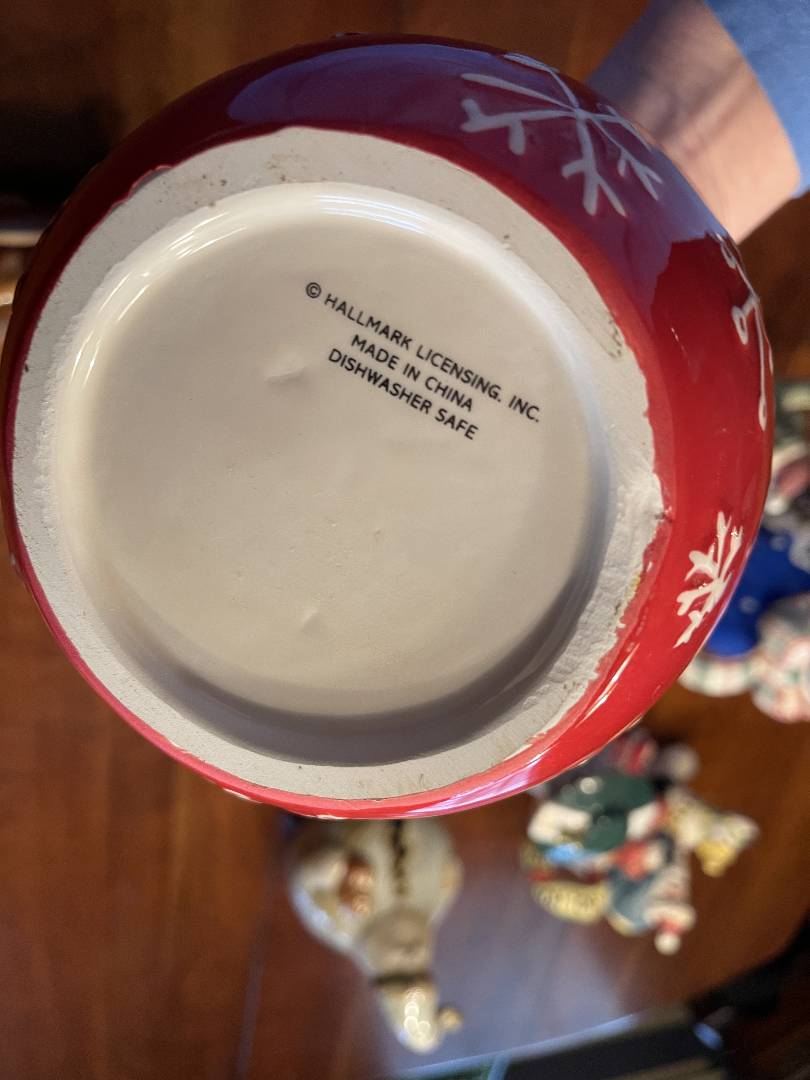 © HALLMARK LICENSING, INC.
MADE IN CHINA
DISHWASHER SAFE